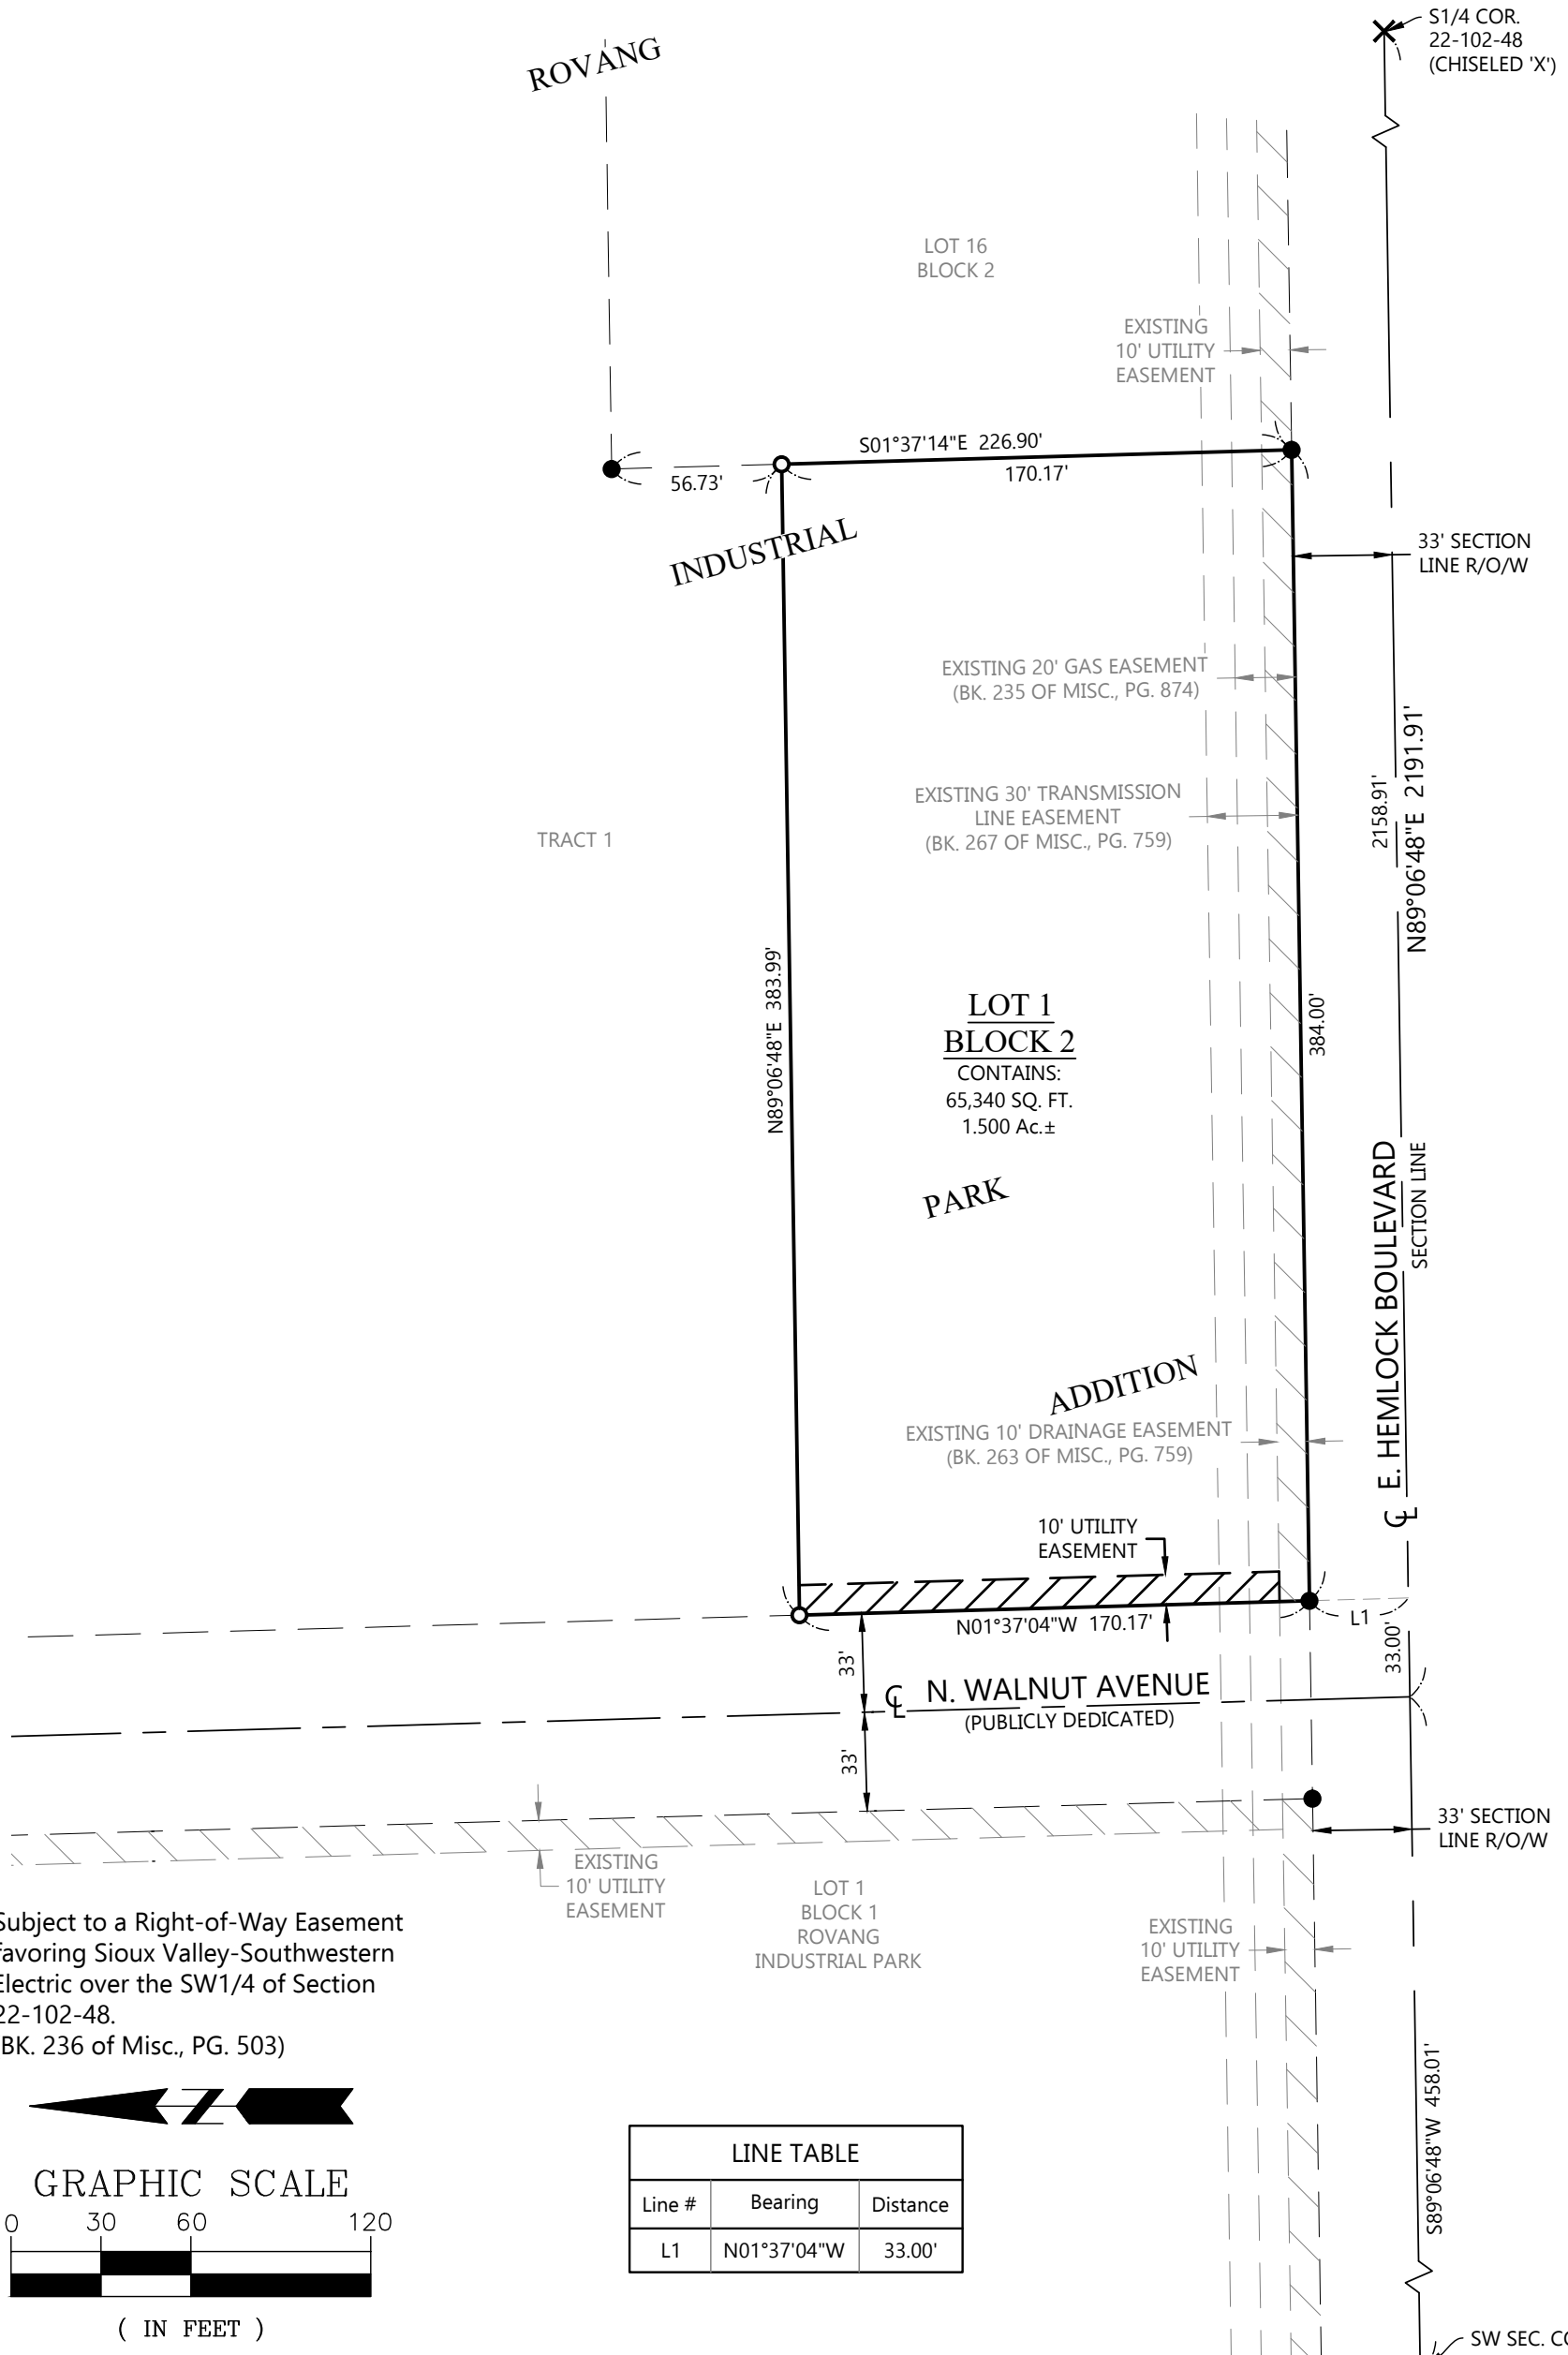 S1/4 COR.
22-102-48
(CHISELED 'X')
ROVANG
LOT 16
BLOCK 2
EXISTING
10' UTILITY
EASEMENT
S01°37'14"E 226.90'
170.17'
56.73'
INDUSTRIAL
33' SECTION
LINE R/O/W
EXISTING 20' GAS EASEMENT
(BK. 235 OF MISC., PG. 874)
EXISTING 30' TRANSMISSION
LINE EASEMENT
(BK. 267 OF MISC., PG. 759)
2158.91'
N89°06'48"E 2191.91'
TRACT 1
N89°06'48"E 383.99'
LOT 1
BLOCK 2
CONTAINS:
65,340 SQ. FT.
1.500 Ac.±
384.00'
PARK
E. HEMLOCK BOULEVARD
SECTION LINE
ADDITION
EXISTING 10' DRAINAGE EASEMENT
(BK. 263 OF MISC., PG. 759)
CL
10' UTILITY
EASEMENT
N01°37'04"W 170.17'
L1
33.00'
33'
CL N. WALNUT AVENUE
(PUBLICLY DEDICATED)
33'
33' SECTION
LINE R/O/W
EXISTING
10' UTILITY
EASEMENT
LOT 1
BLOCK 1
ROVANG
INDUSTRIAL PARK
EXISTING
10' UTILITY
EASEMENT
Subject to a Right-of-Way Easement
favoring Sioux Valley-Southwestern
Electric over the SW1/4 of Section
22-102-48.
BK. 236 of Misc., PG. 503)
S89°06'48"W 458.01'
N
GRAPHIC SCALE
0 30 60 120
( IN FEET )
LINE TABLE
Line # Bearing Distance
L1 N01°37'04"W 33.00'
SW SEC. CO